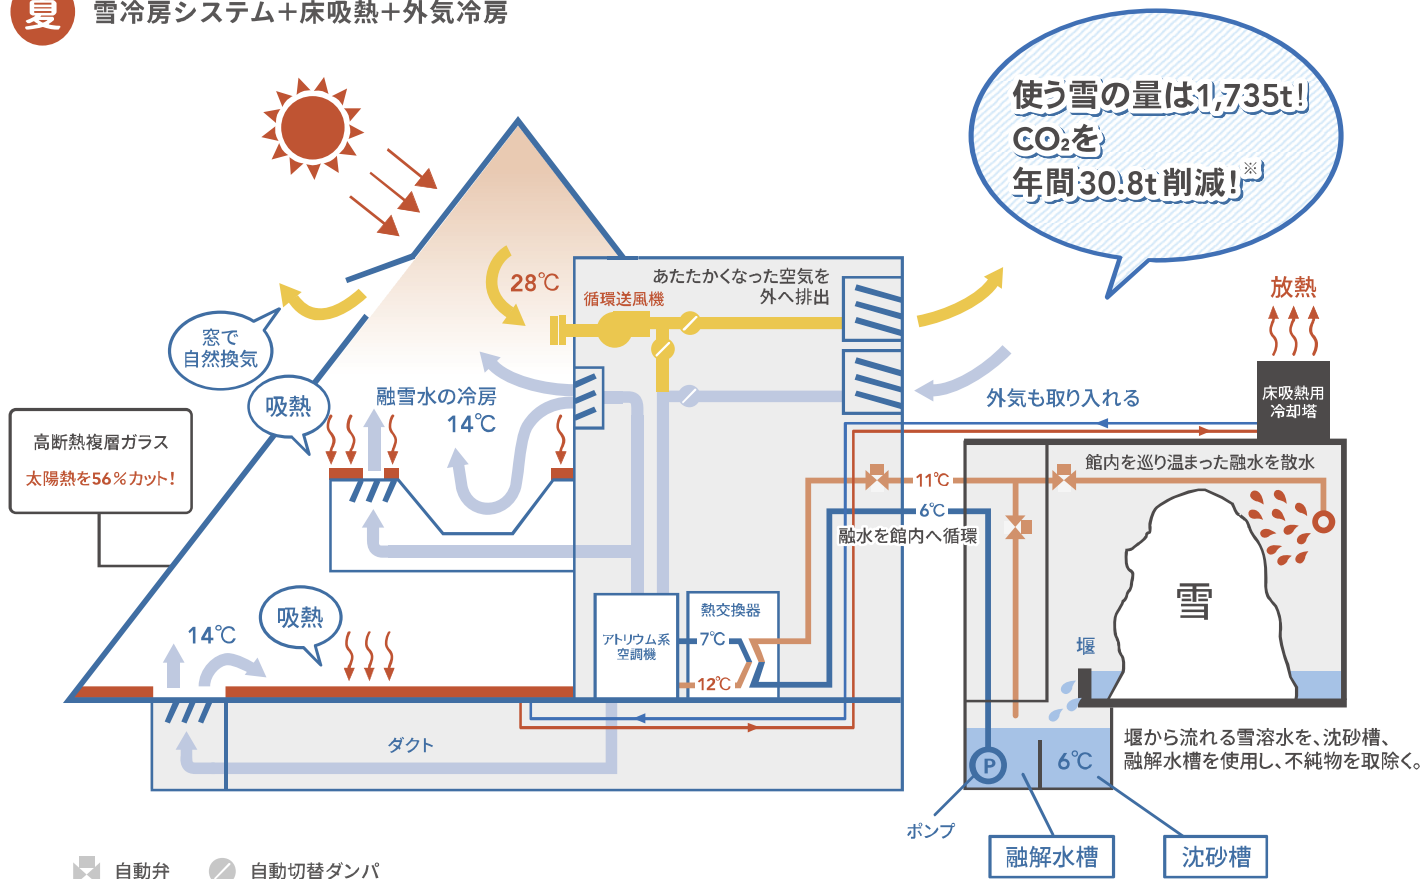 夏
雪冷房システム＋床吸熱＋外気冷房
使う雪の量は1,735t!
CO₂を
年間30.8t削減!※
28℃
あたたかくなった空気を
外へ排出
循環送風機
放熱
窓で
自然換気
吸熱
融雪水の冷房
14℃
外気も取り入れる
床吸熱用
冷却塔
高断熱複層ガラス
太陽熱を56%カット!
館内を巡り温まった融水を散水
11℃
6℃
融水を館内へ循環
雪
堰
14℃
吸熱
アトリウム系
空調機
熱交換器
7℃
12℃
ダクト
堰から流れる雪溶水を、沈砂槽、
融解水槽を使用し、不純物を取除く。
P
6℃
ポンプ
融解水槽
沈砂槽
自動弁
自動切替ダンパ